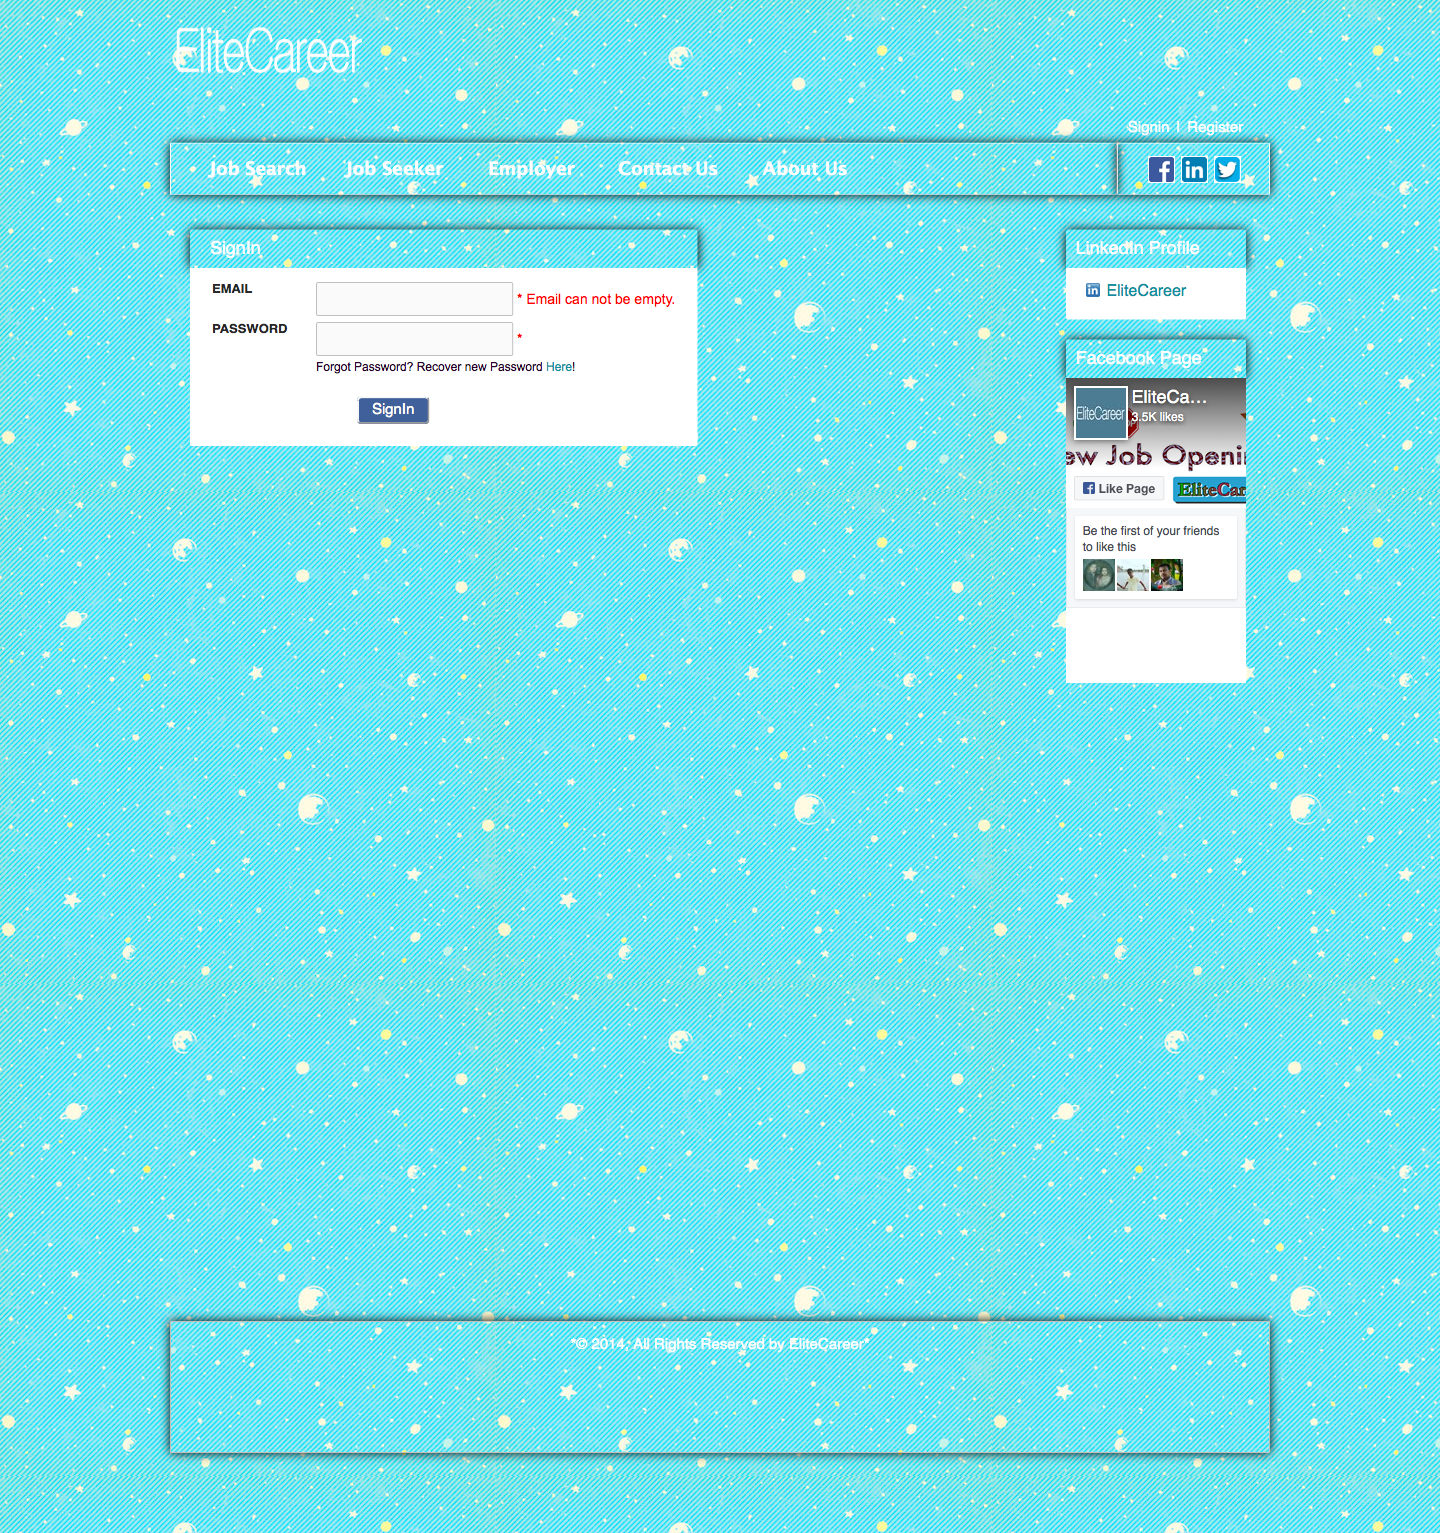 EliteCareer
Signin | Register
Job Search Job Seeker Employer Contact Us About Us
SignIn
EMAIL
* Email can not be empty.
PASSWORD
*
Forgot Password? Recover new Password Here!
SignIn
LinkedIn Profile
EliteCareer
Facebook Page
EliteCareer
EliteCa...
3.5K likes
ew Job Openin
Like Page
EliteCar
Be the first of your friends
to like this
*© 2014, All Rights Reserved by EliteCareer*